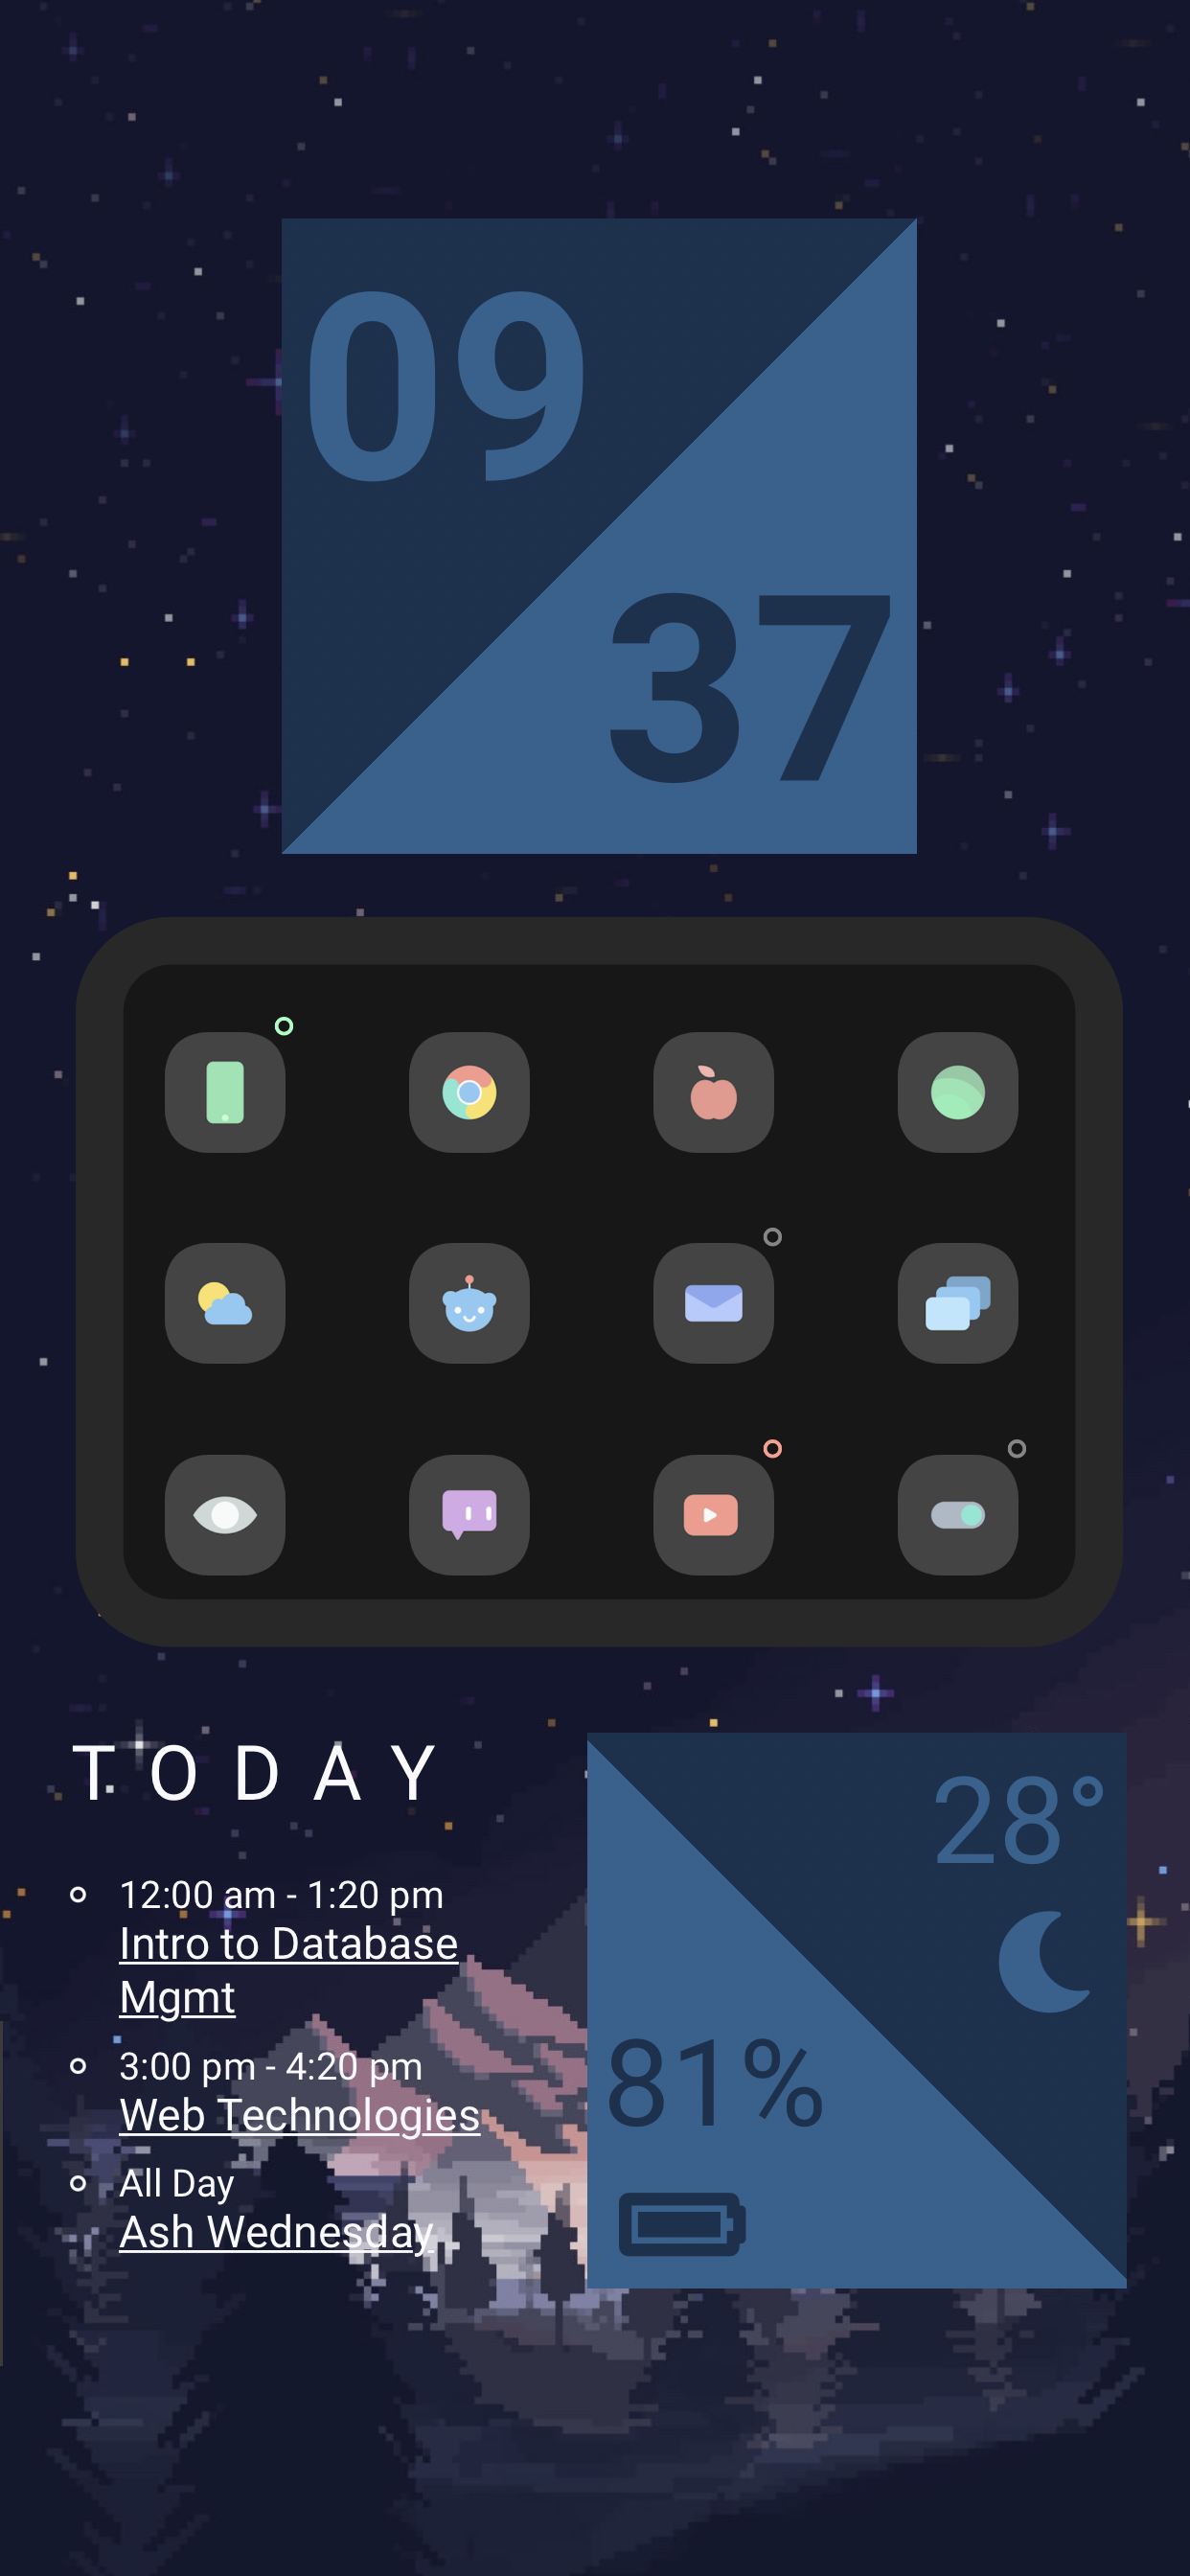 09
37
TODAY
12:00 am - 1:20 pm
Intro to Database
Mgmt
3:00 pm - 4:20 pm
Web Technologies
All Day
Ash Wednesday
28°
81%